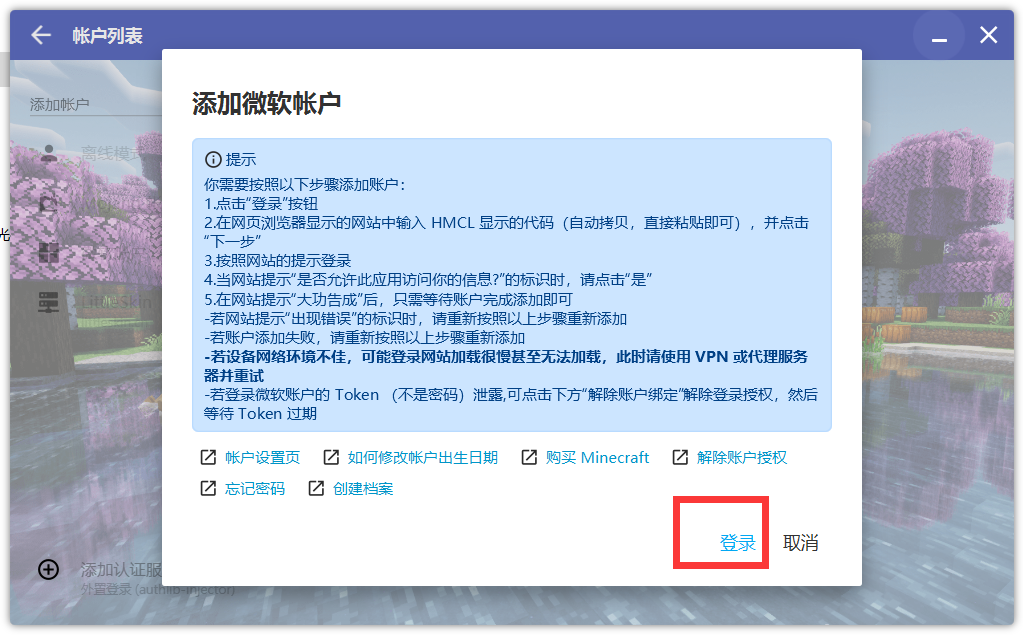 帐户列表
添加帐户
添加微软帐户
离线模式
提示
你需要按照以下步骤添加账户：
1.点击“登录”按钮
2.在网页浏览器显示的网站中输入 HMCL 显示的代码（自动拷贝，直接粘贴即可），并点击
“下一步”
3.按照网站的提示登录
4.当网站提示“是否允许此应用访问你的信息?”的标识时，请点击“是”
5.在网站提示“大功告成”后，只需等待账户完成添加即可
-若网站提示“出现错误”的标识时，请重新按照以上步骤重新添加
-若账户添加失败，请重新按照以上步骤重新添加
-若设备网络环境不佳，可能登录网站加载很慢甚至无法加载，此时请使用 VPN 或代理服务
器并重试
-若登录微软账户的 Token （不是密码）泄露,可点击下方“解除账户绑定”解除登录授权，然后
等待 Token 过期
LittleSkin
光
帐户设置页 如何修改帐户出生日期 购买 Minecraft 解除账户授权
忘记密码 创建档案
登录 取消
添加认证服
外置登录 (authlib-injector)